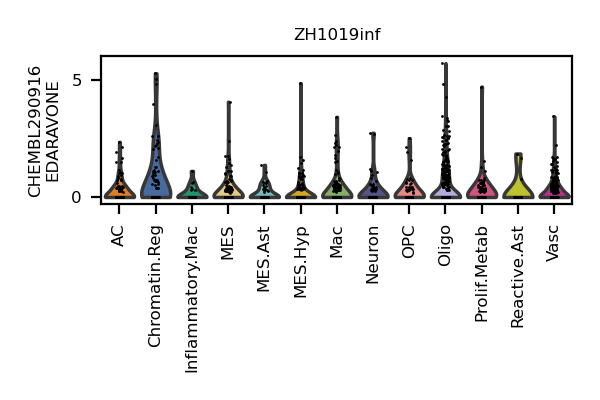 ZH1019inf
CHEMBL290916
EDARAVONE
5
0
AC
Chromatin.Reg
Inflammatory.Mac
MES
MES.Ast
MES.Hyp
Mac
Neuron
OPC
Oligo
Prolif.Metab
Reactive.Ast
Vasc